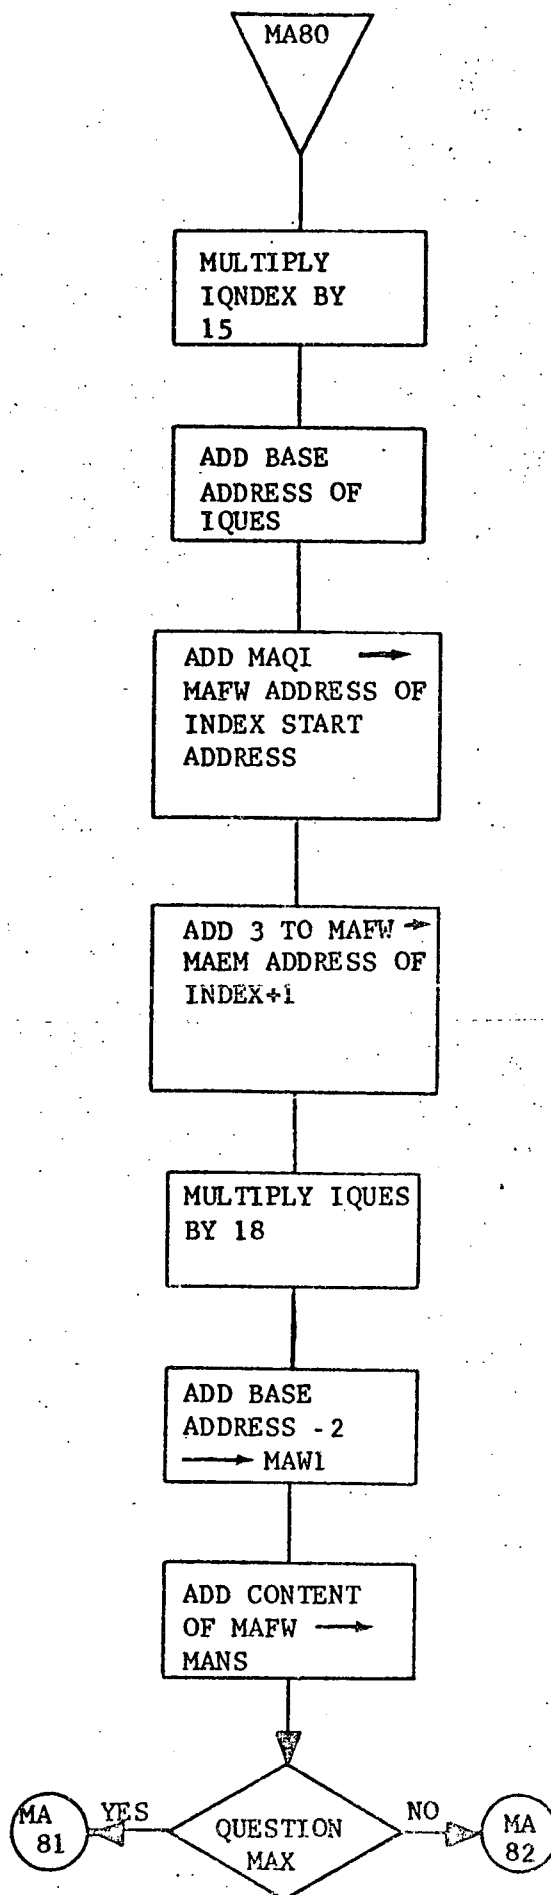 MA80
MULTIPLY
IQNDEX BY
15
ADD BASE
ADDRESS OF
IQUES
ADD MAQI →
MAFW ADDRESS OF
INDEX START
ADDRESS
ADD 3 TO MAFW →
MAEM ADDRESS OF
INDEX+1
MULTIPLY IQUES
BY 18
ADD BASE
ADDRESS -2
→ MAW1
ADD CONTENT
OF MAFW →
MANS
MA
81
YES
QUESTION
MAX
NO
MA
82